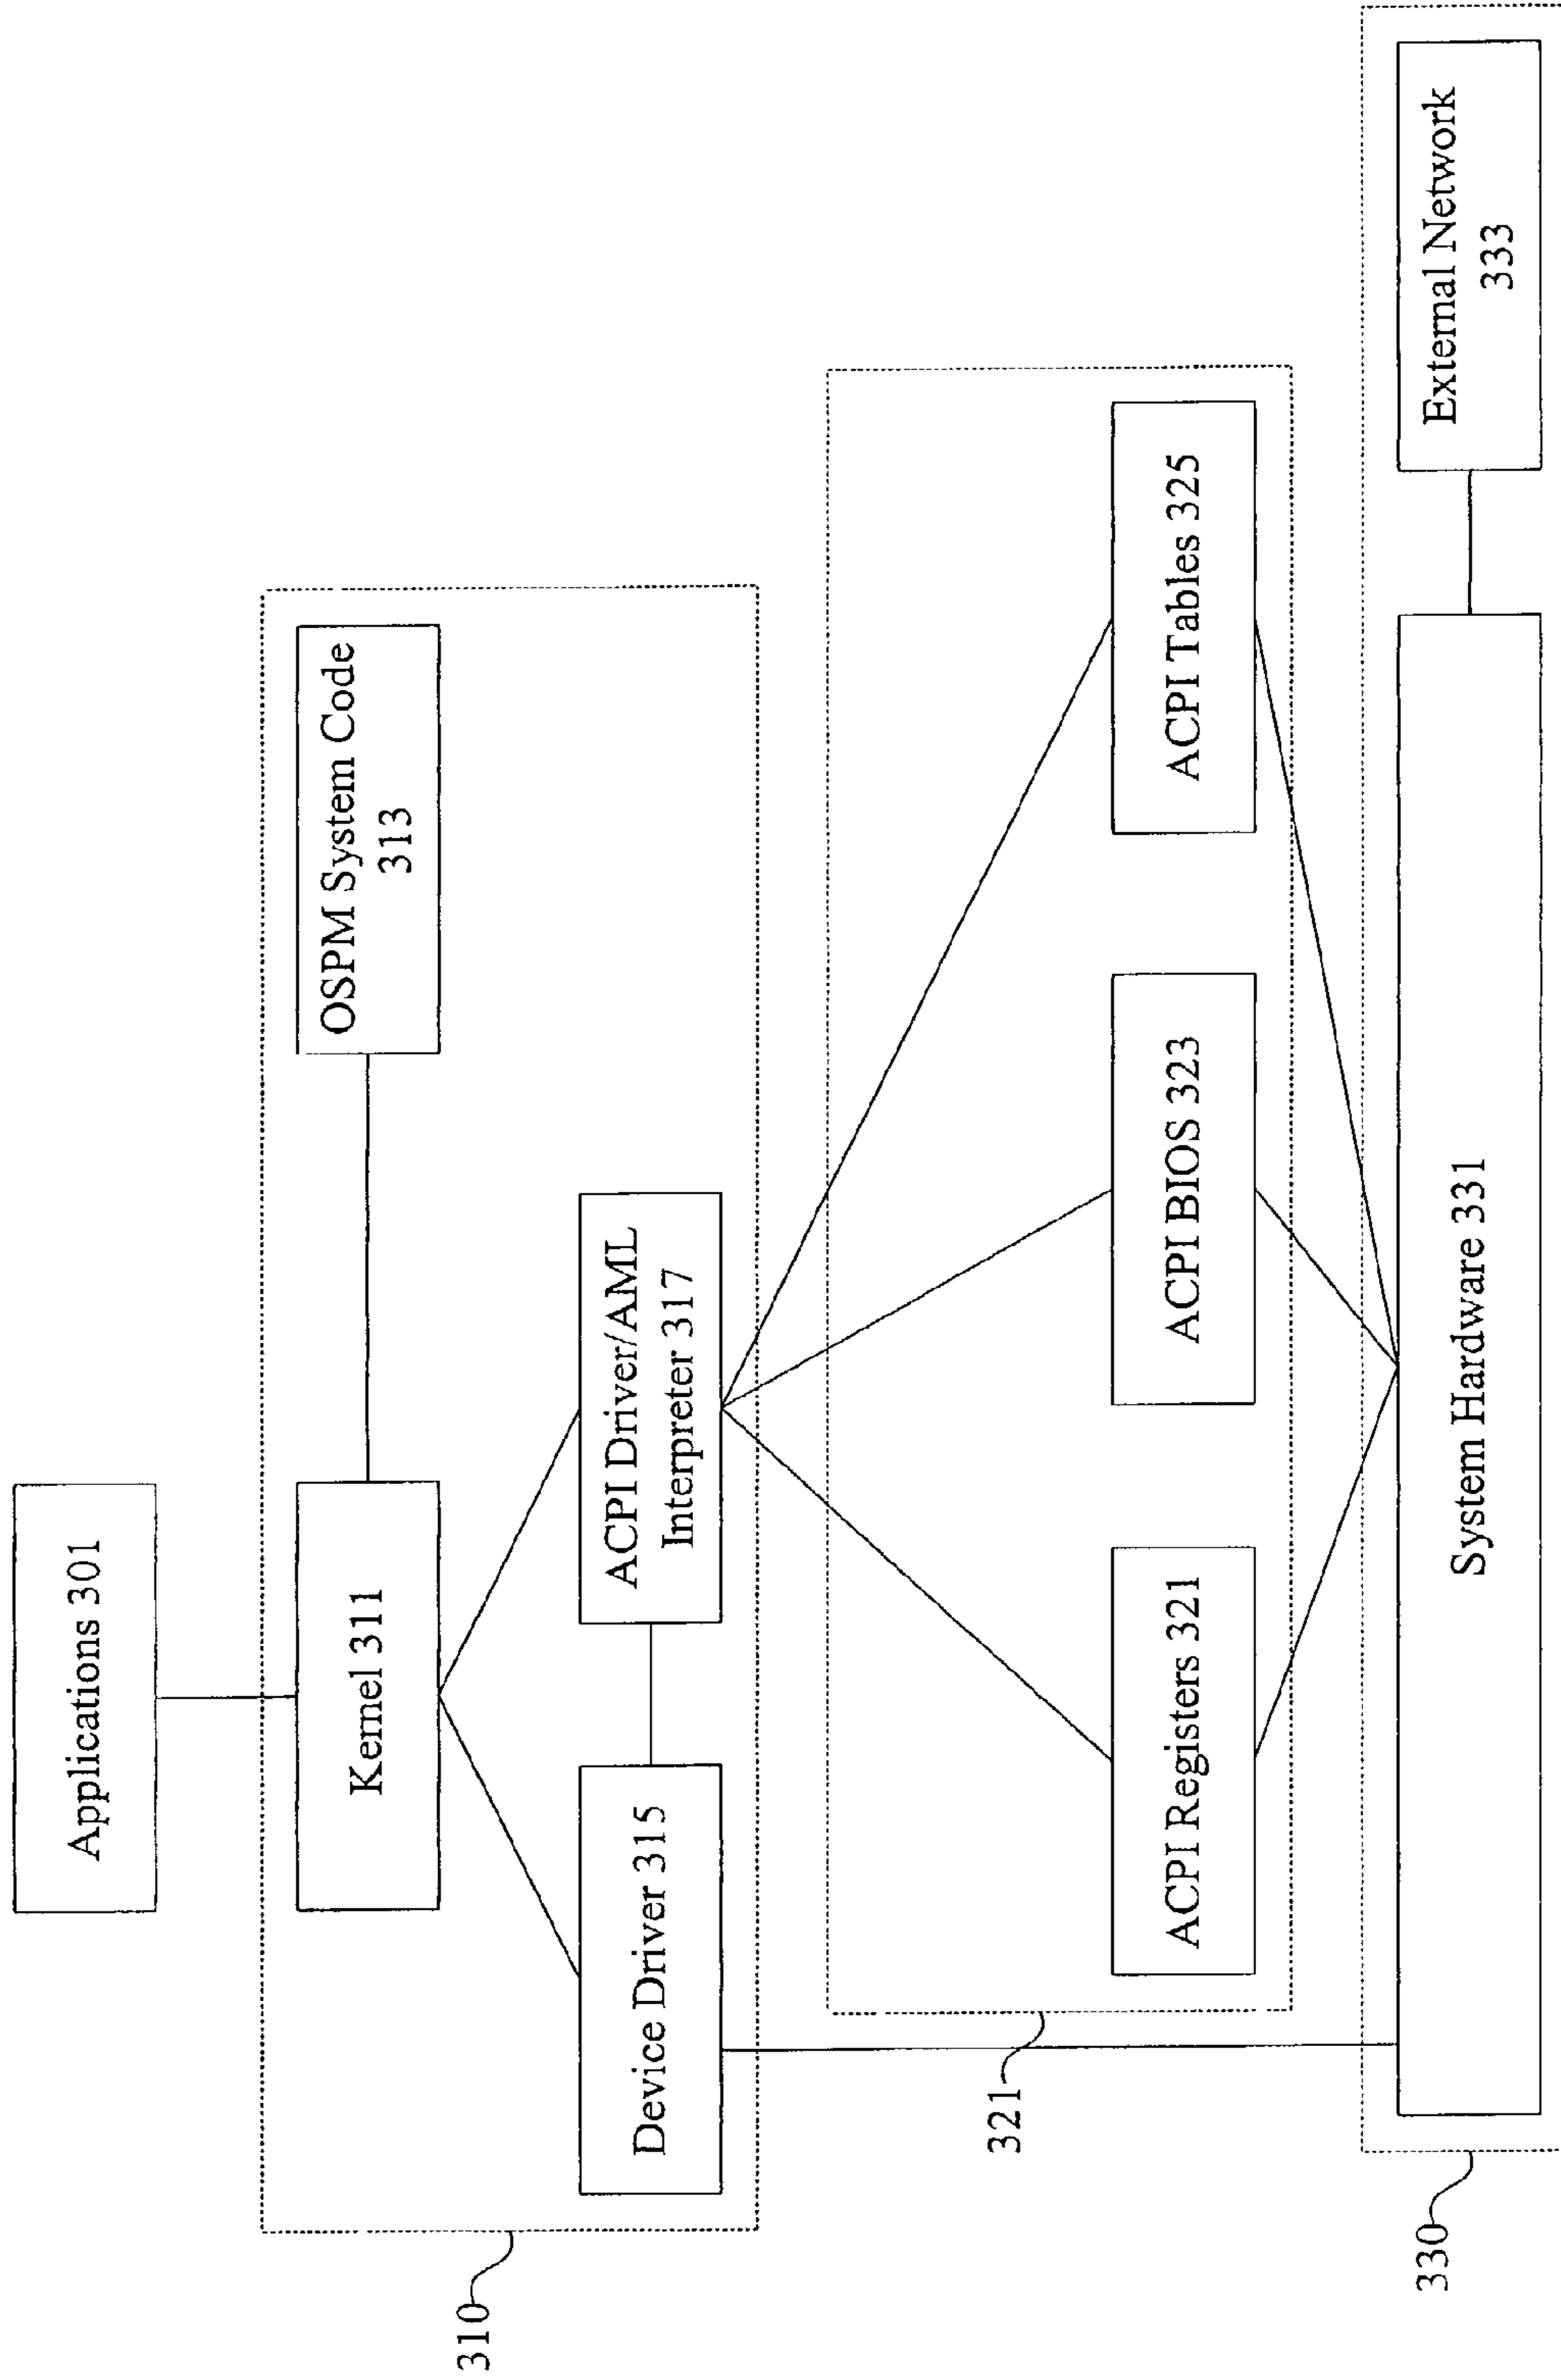 Applications 301
Kernel 311
OSPM System Code
313
Device Driver 315
ACPI Driver/AML
Interpreter 317
310
ACPI Registers 321
ACPI BIOS 323
ACPI Tables 325
321
System Hardware 331
External Network
333
330